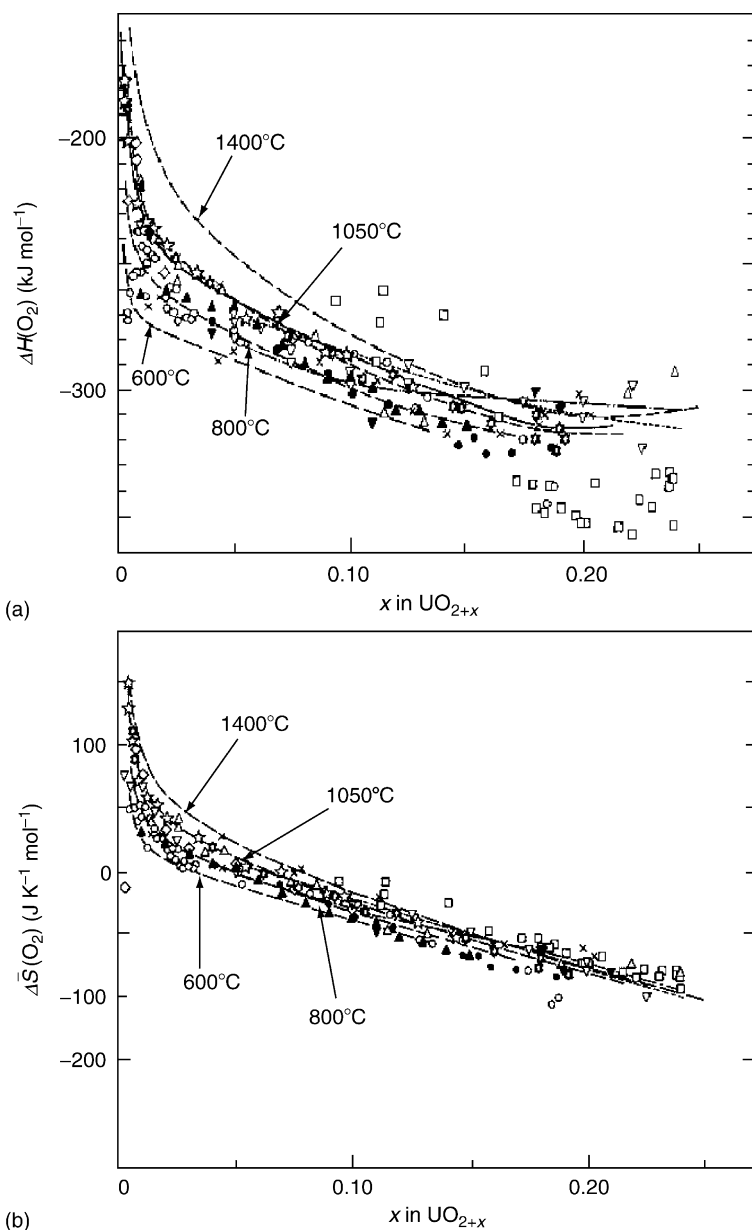 1400°C
−200
1050°C
ΔH(O₂) (kJ mol⁻¹)
−300
600°C
800°C
0
0.10
0.20
(a)
x in UO₂₊ₓ
1400°C
100
1050°C
ΔS̄(O₂) (J K⁻¹ mol⁻¹)
0
600°C
800°C
−100
−200
0
0.10
0.20
(b)
x in UO₂₊ₓ